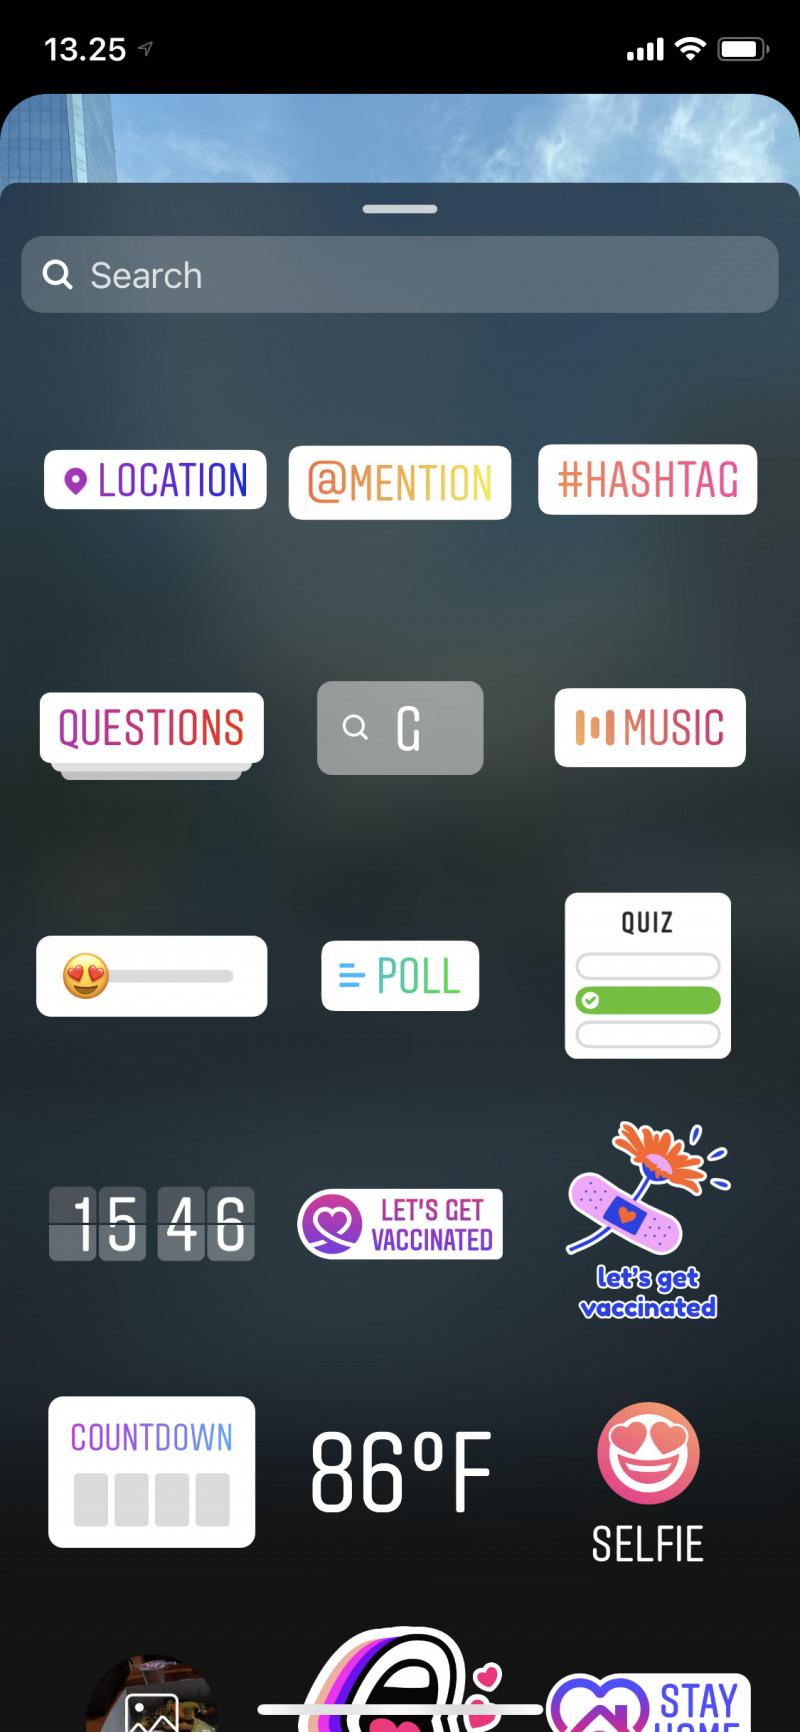 13.25
Search
LOCATION
@MENTION
#HASHTAG
QUESTIONS
G
MUSIC
POLL
QUIZ
15 46
LET'S GET
VACCINATED
let's get
vaccinated
COUNTDOWN
86°F
SELFIE
STAY
HOME